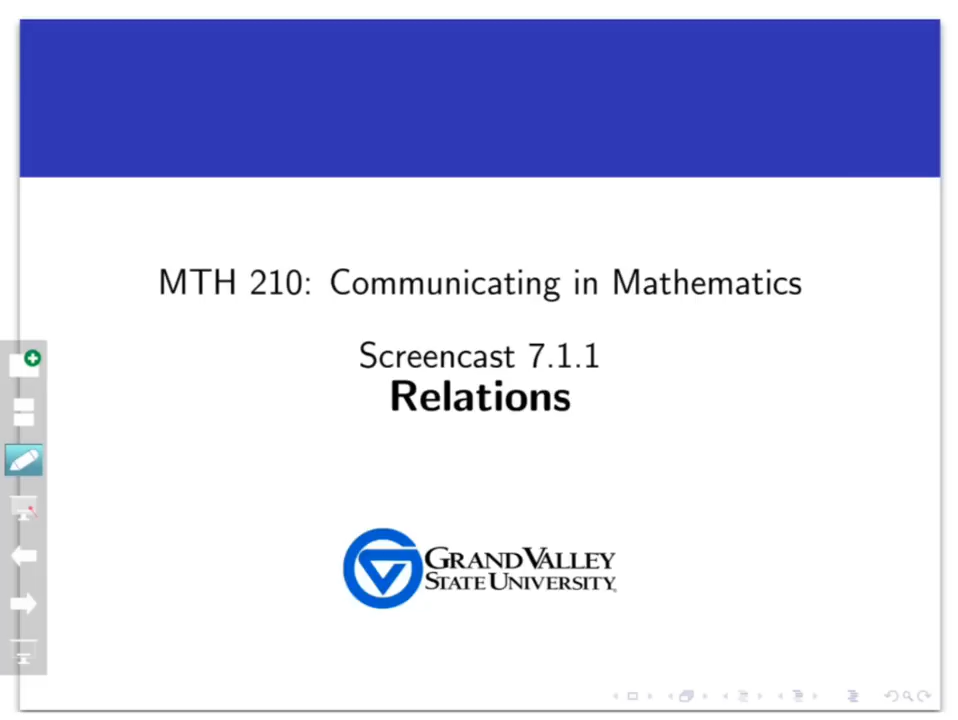 MTH 210: Communicating in Mathematics
Screencast 7.1.1
Relations
GRAND VALLEY
STATE UNIVERSITY